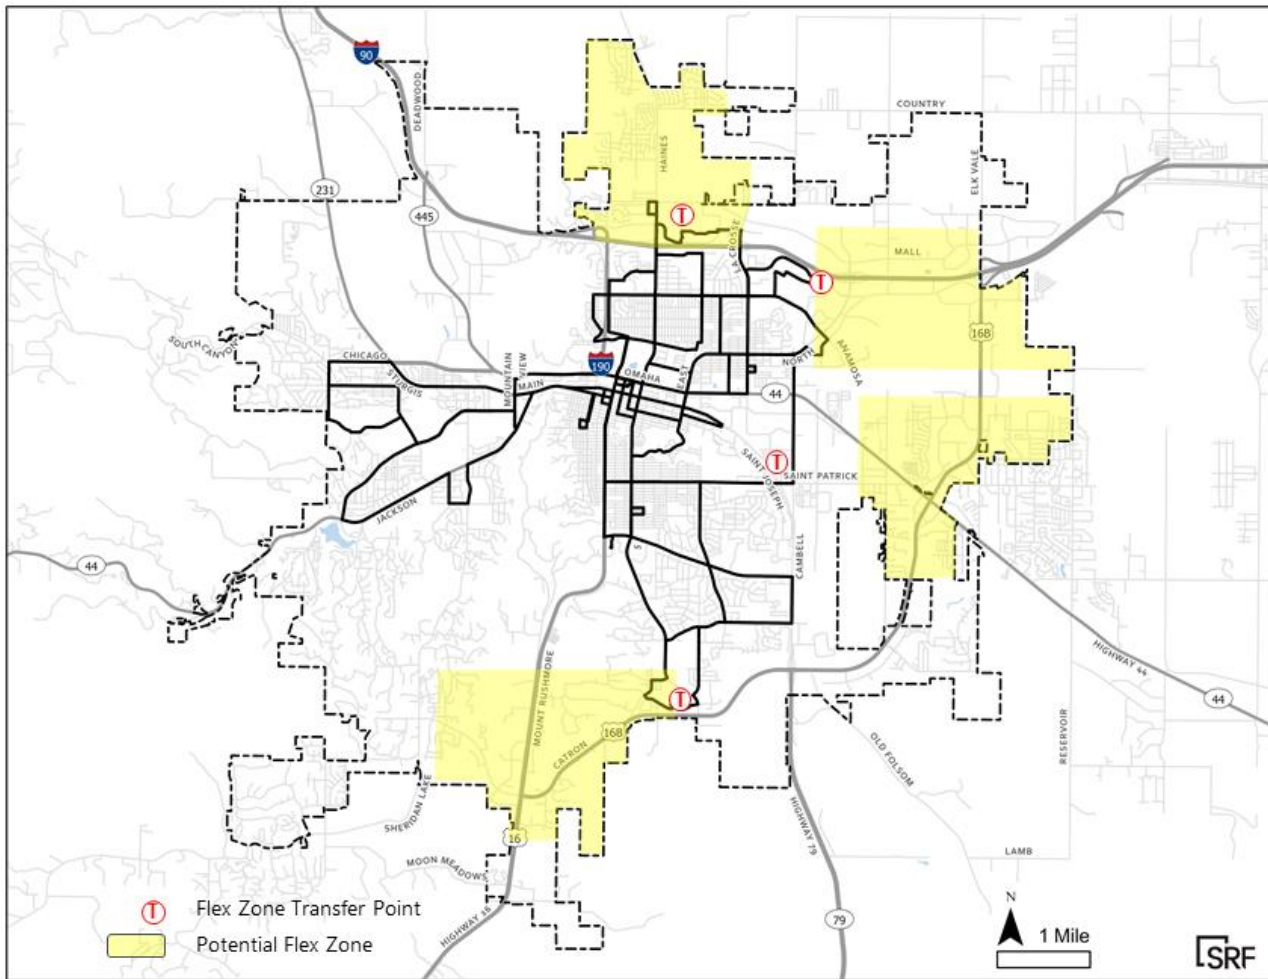 90
DEADWOOD
COUNTRY
HAINES
ELK VALE
231
445
T
LA CROSSE
MALL
T
168
SOUTH CANYON
CHICAGO
STURGIS
MOUNTAIN VIEW
MAIN
190
OMAHA
EAST
NORTH
ANAMOSA
44
T
SAINT JOSEPH
SAINT PATRICK
JACKSON
5
CAMBELL
44
MOUNT RUSHMORE
HIGHWAY 44
44
T
168
CATRON
OLD FOLSOM
RESERVOIR
SHERIDAN LAKE
HIGHWAY 79
16
MOON MEADOWS
LAMB
HIGHWAY 16
79
T Flex Zone Transfer Point
Potential Flex Zone
N
1 Mile
SRF